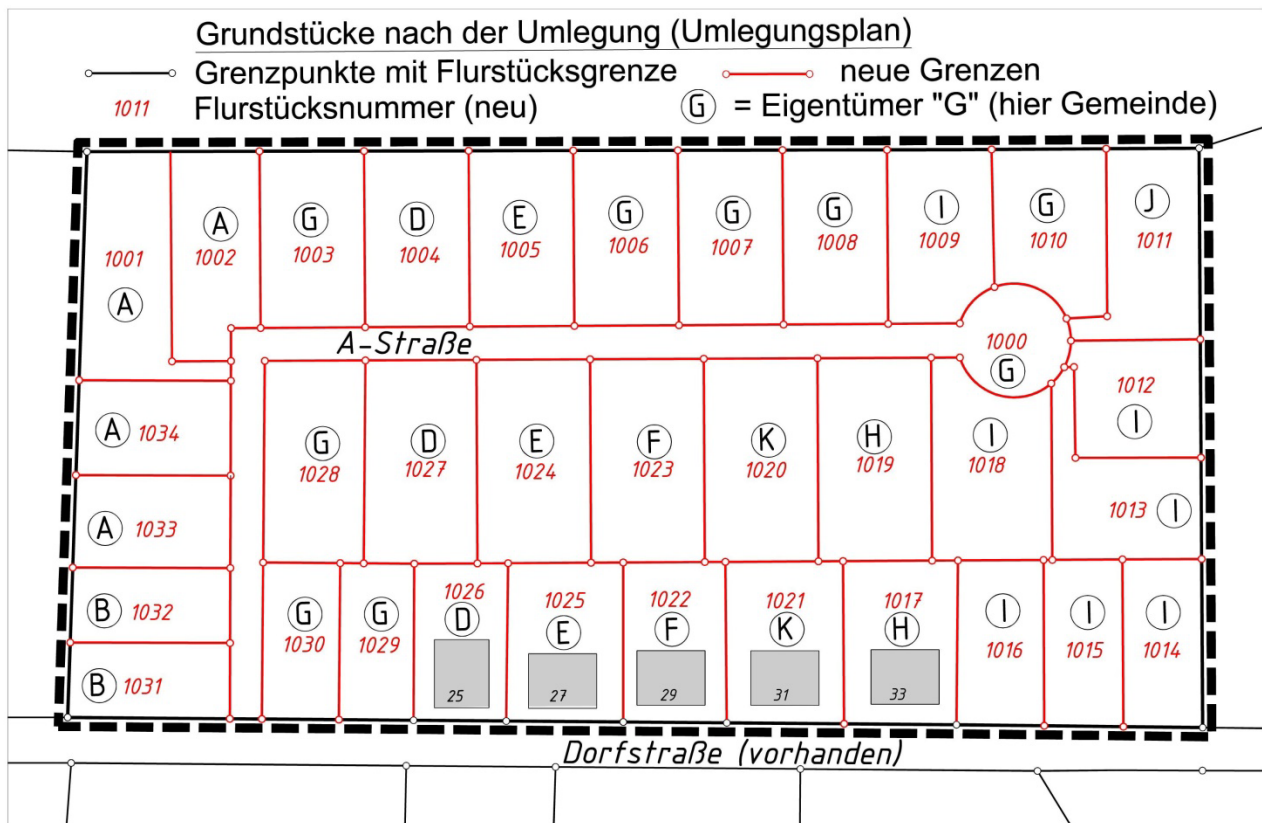 Grundstücke nach der Umlegung (Umlegungsplan)
Grenzpunkte mit Flurstücksgrenze neue Grenzen
1011 Flurstücksnummer (neu) G = Eigentümer "G" (hier Gemeinde)
A G D E G G G I G J
1001 1002 1003 1004 1005 1006 1007 1008 1009 1010 1011
A
A-Straße
1000
G
1012
I
A 1034
G D E F K H I
1028 1027 1024 1023 1020 1019 1018
A 1033
1013 I
B 1032
1026 1025 1022 1021 1017
G G D E F K H I I I
1030 1029 1016 1015 1014
B 1031
25 27 29 31 33
Dorfstraße (vorhanden)